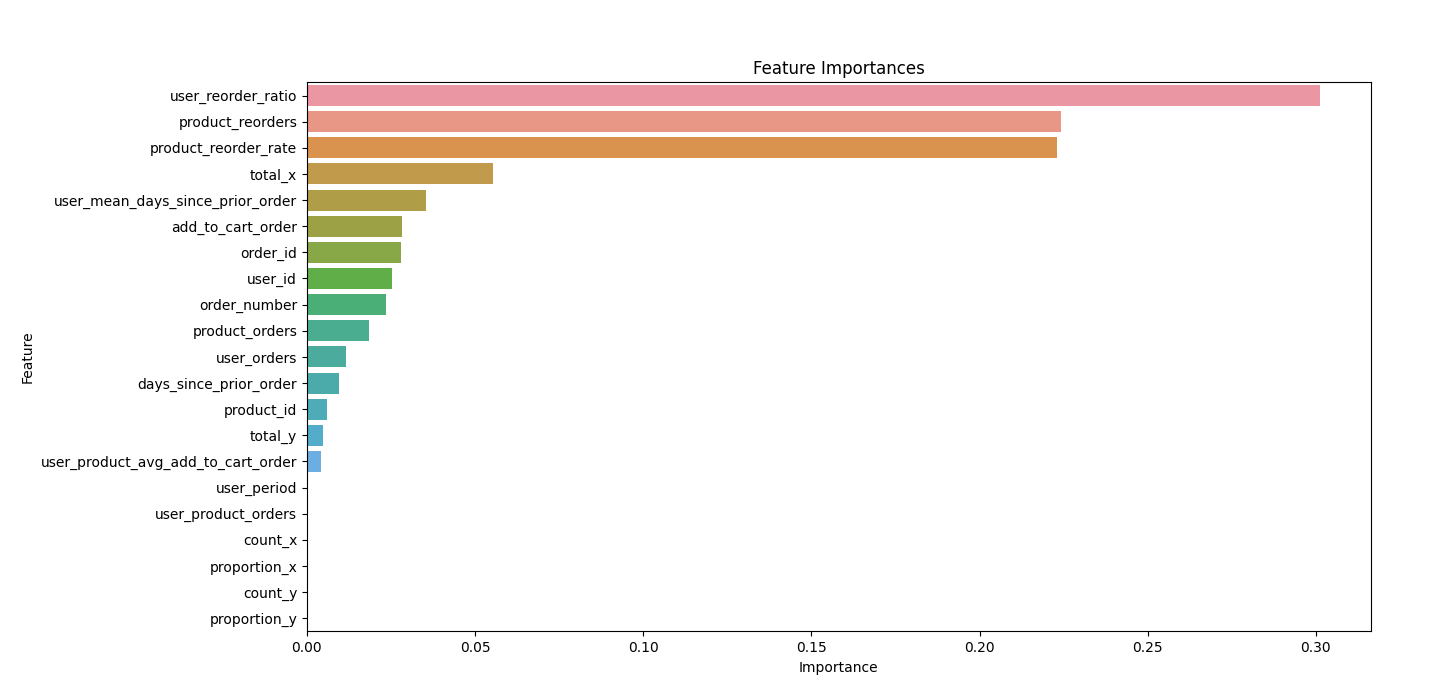 Feature Importances
user_reorder_ratio
product_reorders
product_reorder_rate
total_x
user_mean_days_since_prior_order
add_to_cart_order
order_id
user_id
order_number
product_orders
user_orders
days_since_prior_order
product_id
total_y
user_product_avg_add_to_cart_order
user_period
user_product_orders
count_x
proportion_x
count_y
proportion_y
Feature
0.00 0.05 0.10 0.15 0.20 0.25 0.30
Importance